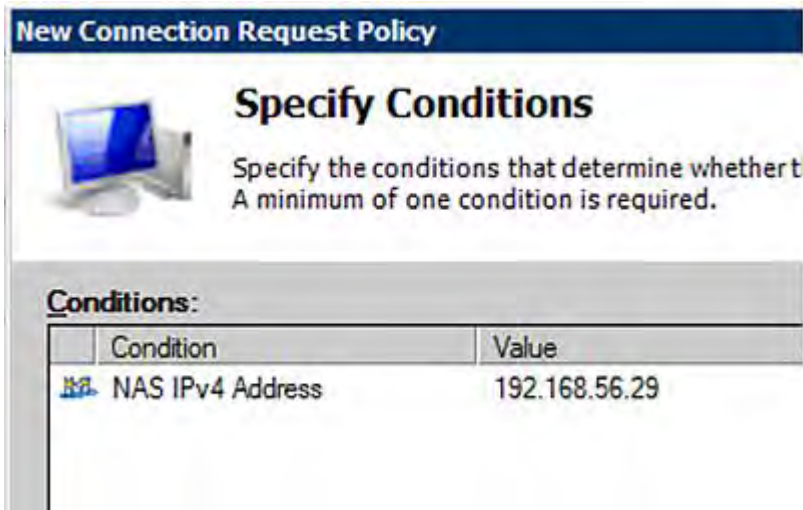 New Connection Request Policy
Specify Conditions
Specify the conditions that determine whether
A minimum of one condition is required.
Conditions:
Condition Value
NAS IPv4 Address 192.168.56.29